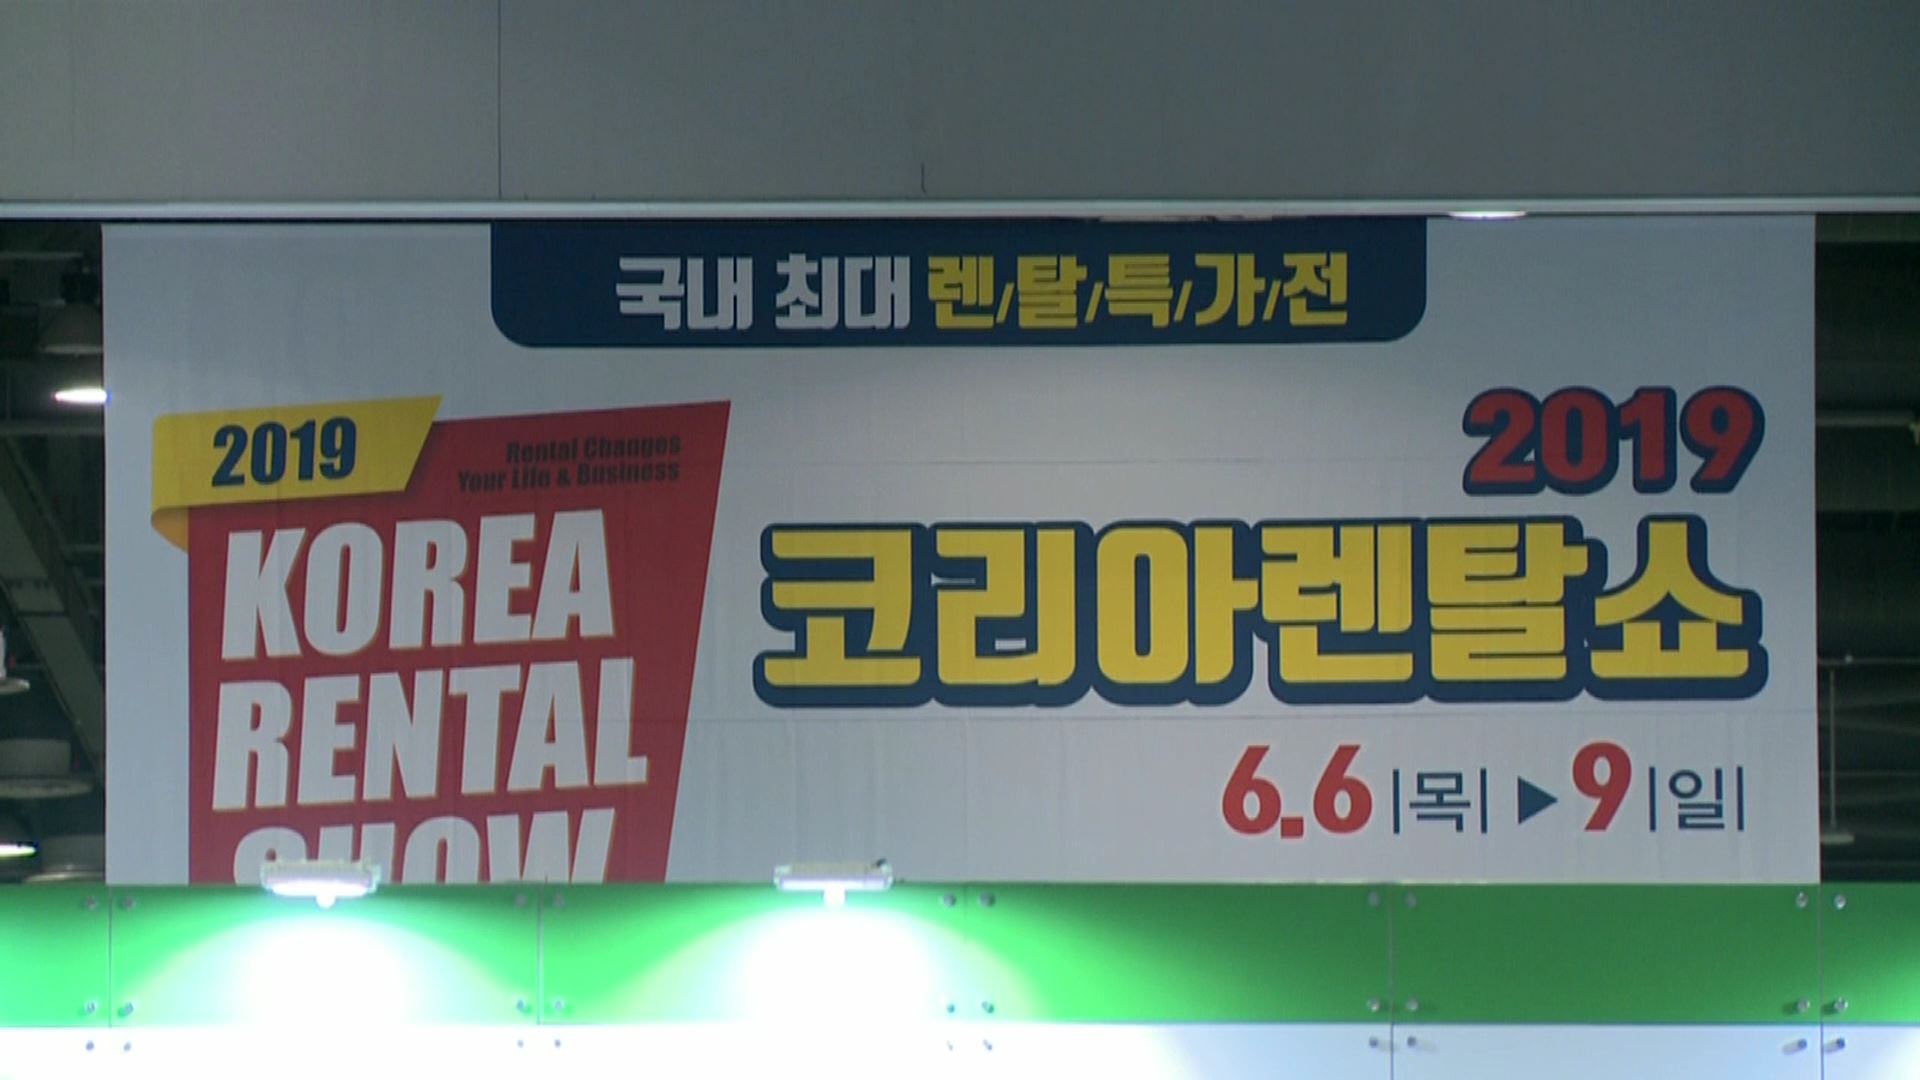 국내 최대 렌/탈/특/가/전
2019
Rental Changes
Your Life & Business
KOREA
RENTAL
SHOW
2019
코리아렌탈쇼
6.6|목| ▶ 9|일|